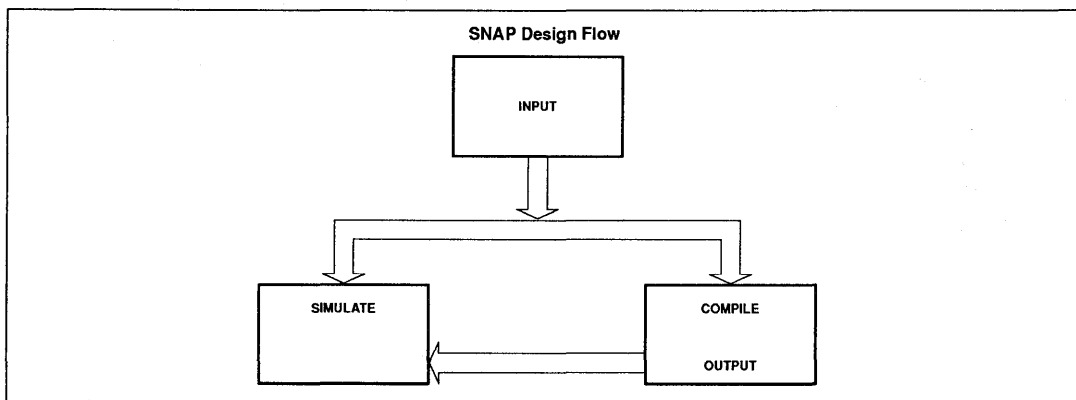 SNAP Design Flow
INPUT
SIMULATE
COMPILE
OUTPUT